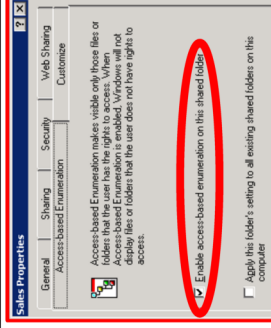 Sales Properties
General Sharing Security Web Sharing
Access-based Enumeration Customize
Access-based Enumeration makes visible only those files or
folders that the user has the rights to access. When
Access-based Enumeration is enabled, Windows will not
display files or folders that the user does not have rights to
access.
Enable access-based enumeration on this shared folder
Apply this folder's setting to all existing shared folders on this
computer